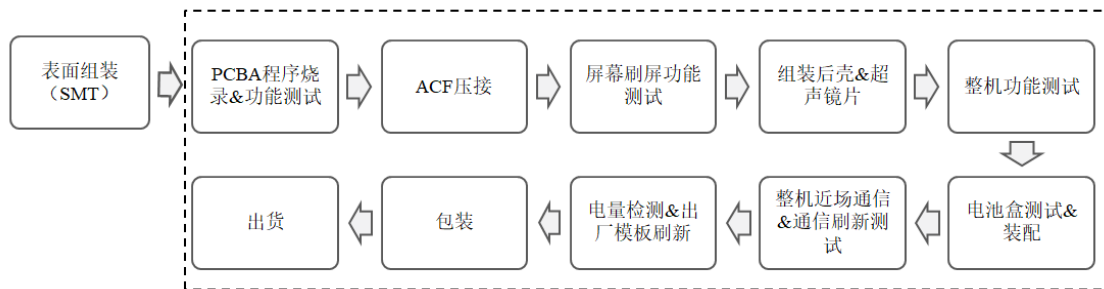 表面组装
（SMT）
PCBA程序烧
录&功能测试
ACF压接
屏幕刷屏功能
测试
组装后壳&超
声镜片
整机功能测试
电池盒测试&
装配
整机近场通信
&通信刷新测
试
电量检测&出
厂模板刷新
包装
出货